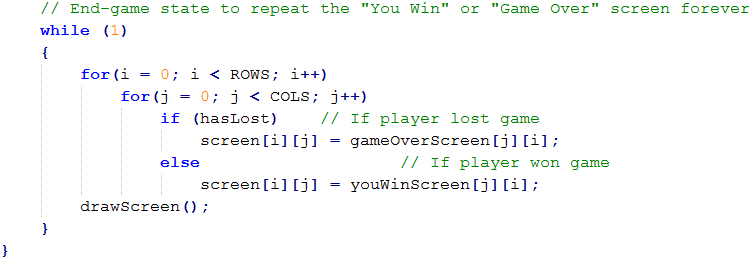 // End-game state to repeat the "You Win" or "Game Over" screen forever
while (1)
{
for(i = 0; i < ROWS; i++)
for(j = 0; j < COLS; j++)
if (hasLost) // If player lost game
screen[i][j] = gameOverScreen[j][i];
else // If player won game
screen[i][j] = youWinScreen[j][i];
drawScreen();
}
}